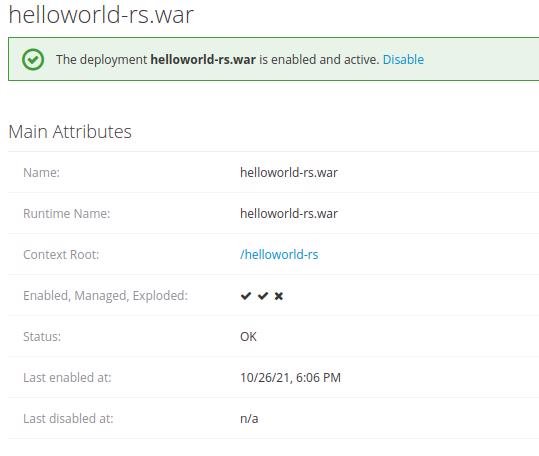 helloworld-rs.war
The deployment helloworld-rs.war is enabled and active. Disable
Main Attributes
Name: helloworld-rs.war
Runtime Name: helloworld-rs.war
Context Root: /helloworld-rs
Enabled, Managed, Exploded: ✔ ✔ ✖
Status: OK
Last enabled at: 10/26/21, 6:06 PM
Last disabled at: n/a